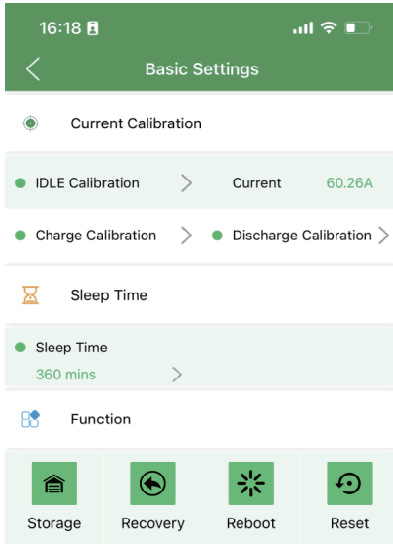 16:18
Basic Settings
Current Calibration
IDLE Calibration Current 60.26A
Charge Calibration Discharge Calibration
Sleep Time
Sleep Time
360 mins
Function
Storage Recovery Reboot Reset